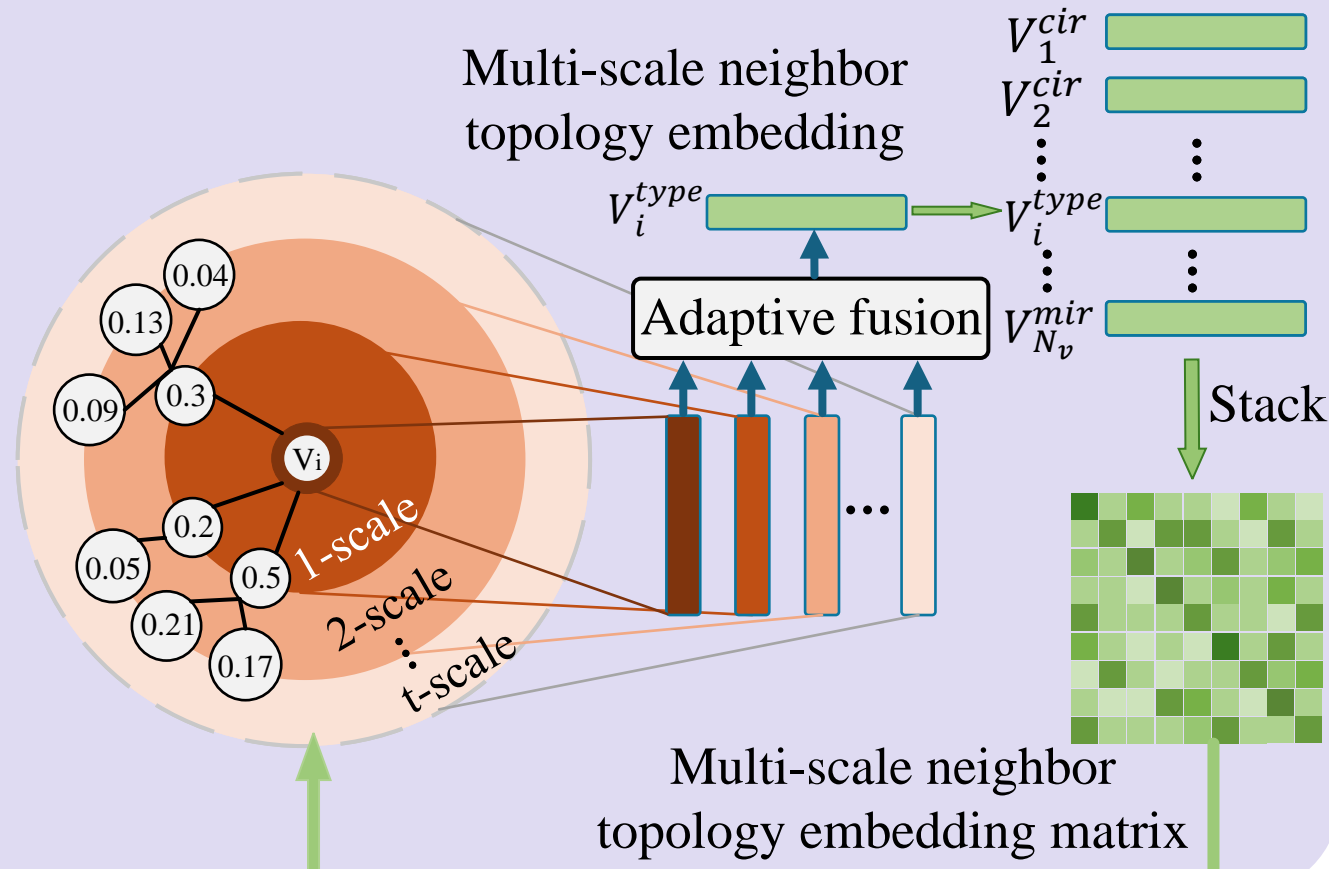 Multi-scale neighbor
topology embedding
V_i^{type}
Adaptive fusion
0.04
0.13
0.09
0.3
Vi
0.2
0.05
0.5
0.21
0.17
1-scale
2-scale
⋮
t-scale
...
V_1^{cir}
V_2^{cir}
⋮ ⋮
V_i^{type}
⋮ ⋮
V_{N_v}^{mir}
Stack
Multi-scale neighbor
topology embedding matrix